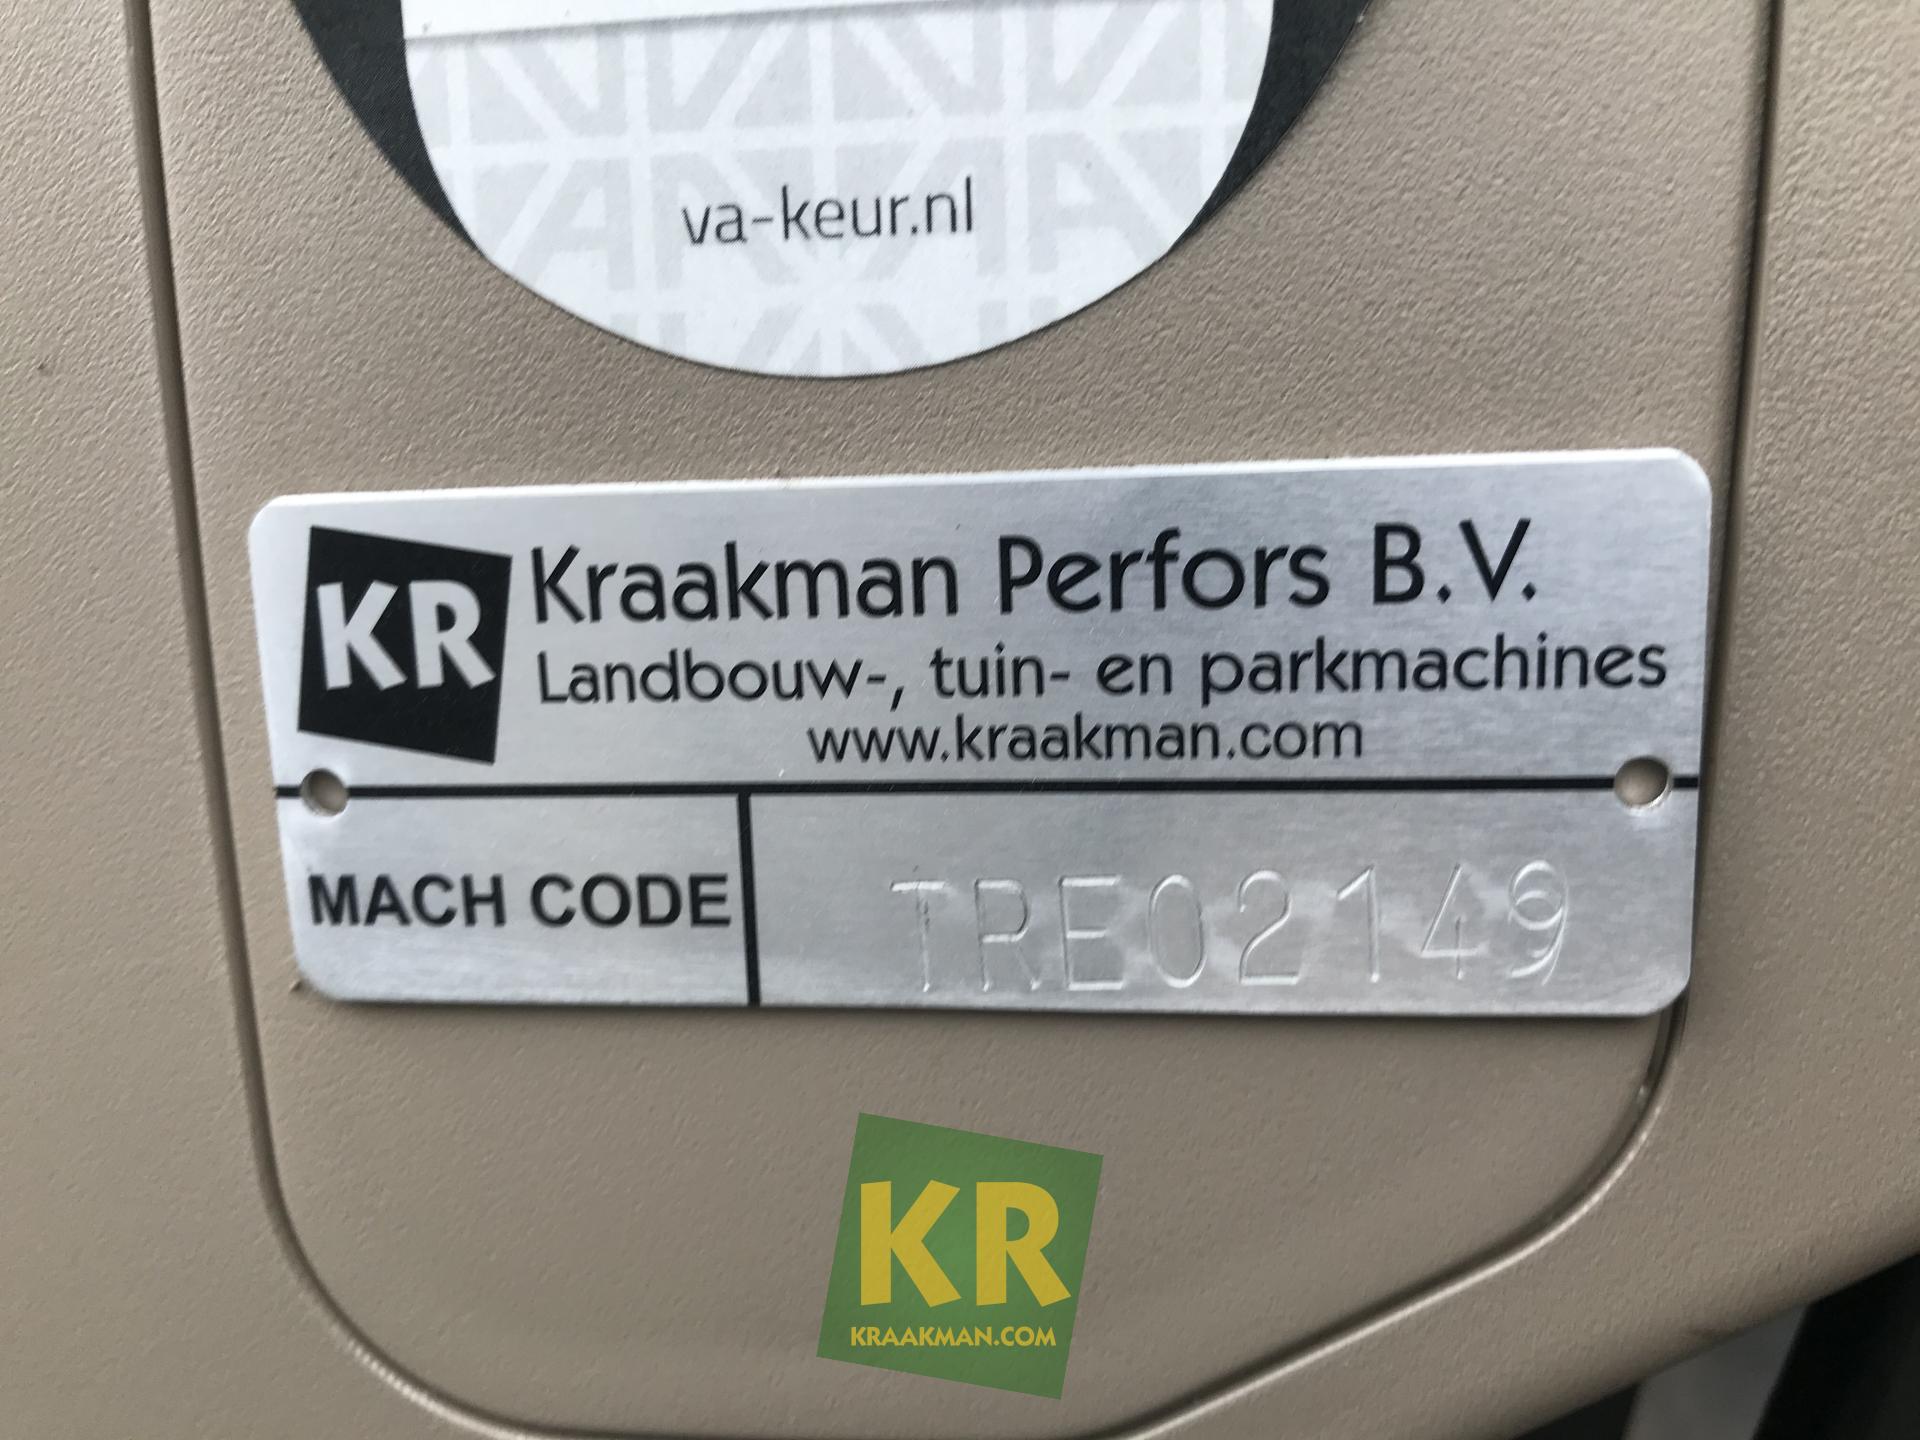 va-keur.nl
KR
Kraakman Perfors B.V.
Landbouw-, tuin- en parkmachines
www.kraakman.com
MACH CODE
TRE02149
KR
KRAAKMAN.COM